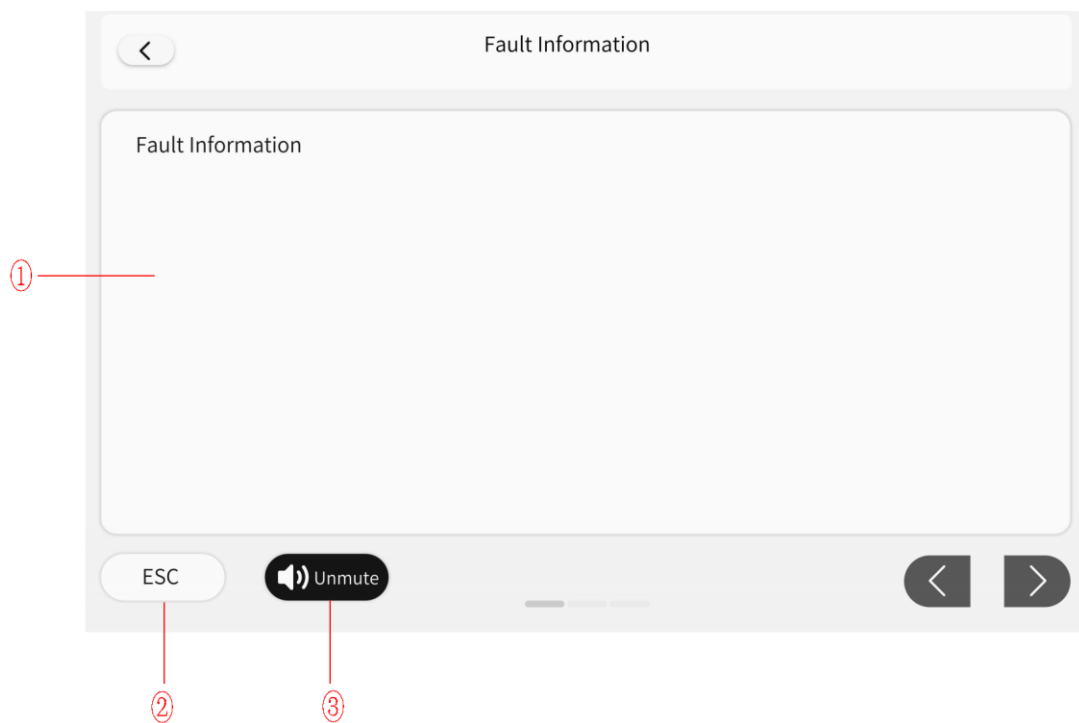 Fault Information
Fault Information
①
ESC
Unmute
②
③